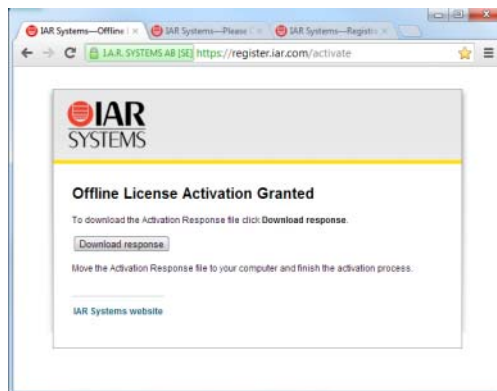 IAR Systems—Offline
IAR Systems—Please
IAR Systems—Registr
I.A.R. SYSTEMS AB [SE] https://register.iar.com/activate
IAR
SYSTEMS
Offline License Activation Granted
To download the Activation Response file click Download response.
Download response
Move the Activation Response file to your computer and finish the activation process.
IAR Systems website